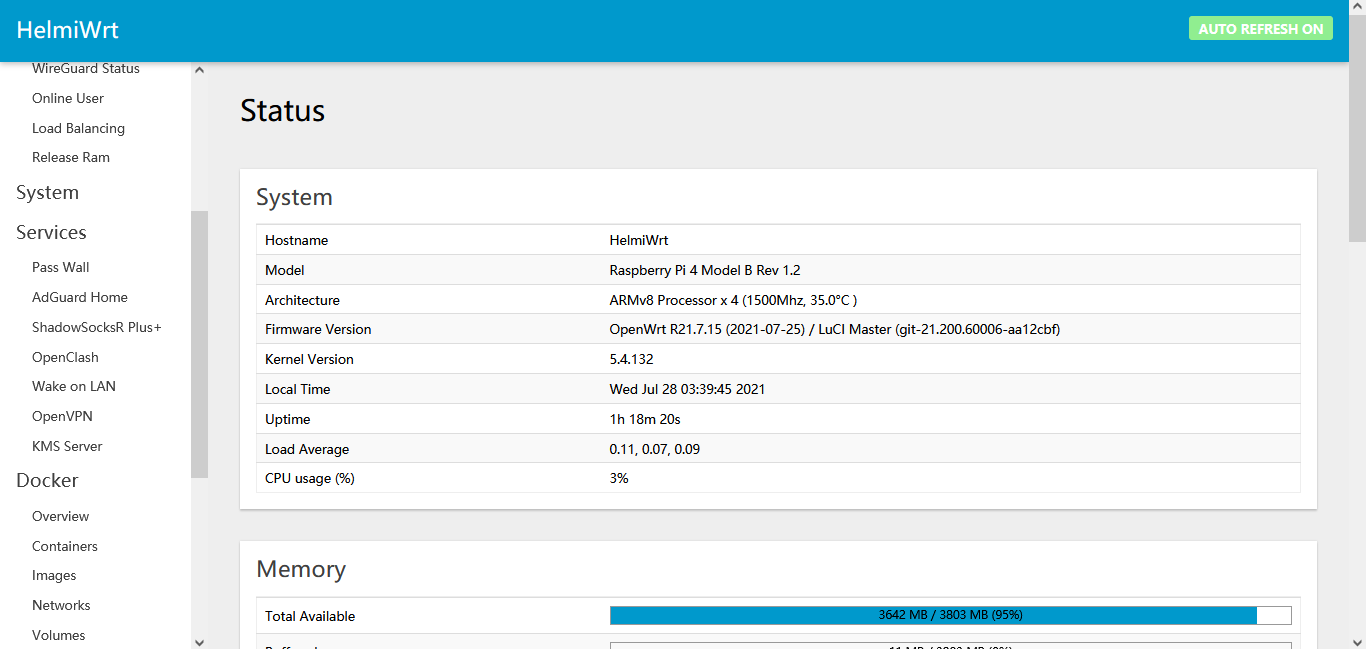 HelmiWrt
AUTO REFRESH ON
WireGuard Status
Online User
Load Balancing
Release Ram
System
Services
Pass Wall
AdGuard Home
ShadowSocksR Plus+
OpenClash
Wake on LAN
OpenVPN
KMS Server
Docker
Overview
Containers
Images
Networks
Volumes
Status
System
Hostname HelmiWrt
Model Raspberry Pi 4 Model B Rev 1.2
Architecture ARMv8 Processor x 4 (1500Mhz, 35.0°C )
Firmware Version OpenWrt R21.7.15 (2021-07-25) / LuCI Master (git-21.200.60006-aa12cbf)
Kernel Version 5.4.132
Local Time Wed Jul 28 03:39:45 2021
Uptime 1h 18m 20s
Load Average 0.11, 0.07, 0.09
CPU usage (%) 3%
Memory
Total Available 3642 MB / 3803 MB (95%)